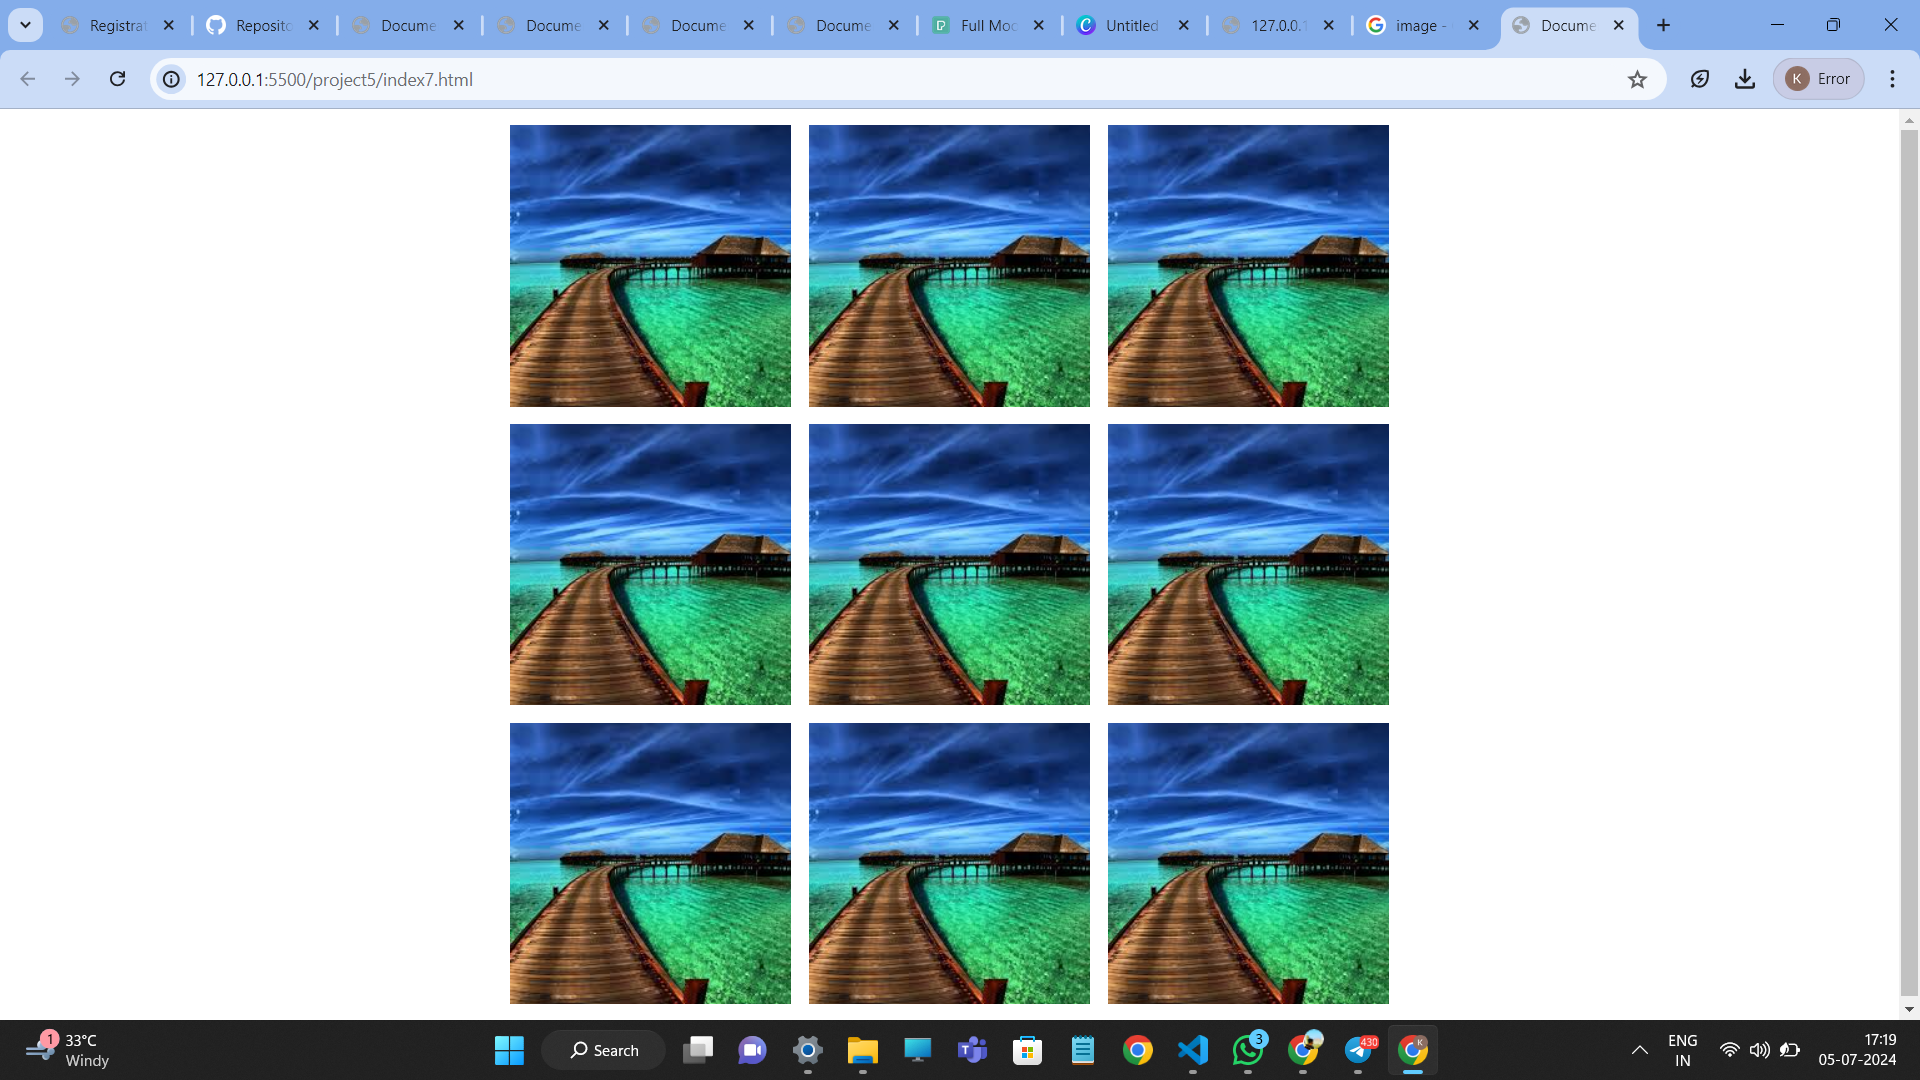 Registrat
Reposito
Docume
Docume
Docume
Docume
Full Moc
Untitled
127.0.0.1
image -
Docume
127.0.0.1:5500/project5/index7.html
K
Error
1
33°C
Windy
Search
3
430
K
ENG
IN
17:19
05-07-2024